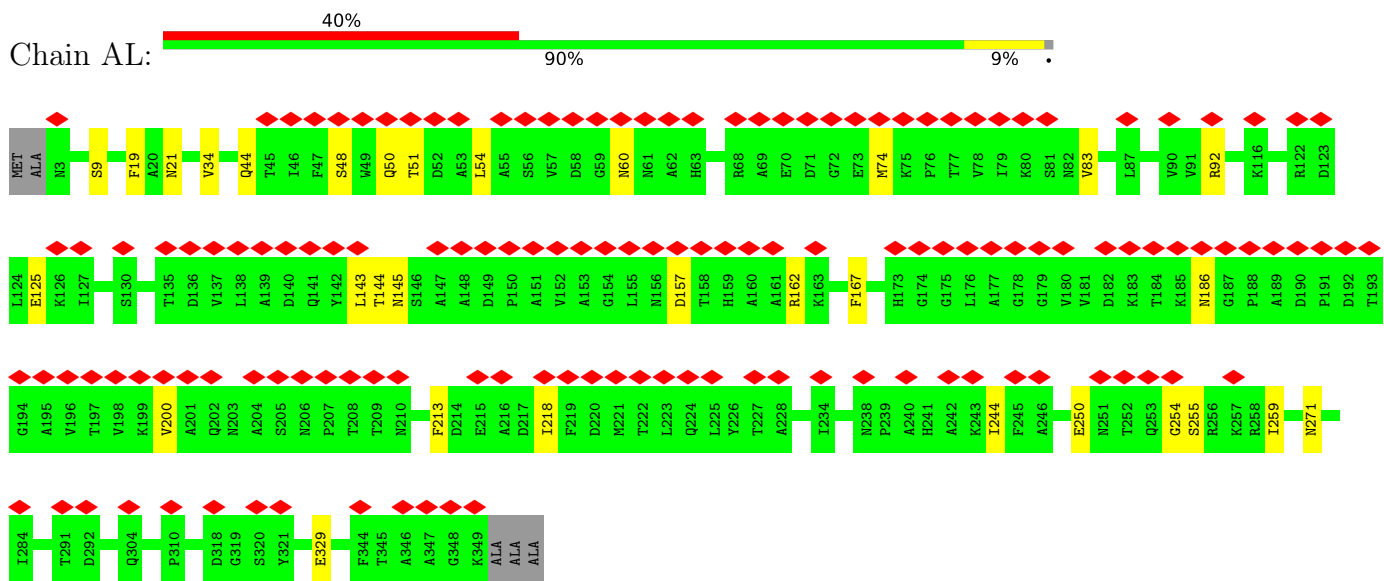 40%
Chain AL:
90% 9% •
MET ALA N3 S9 F19 A20 N21 V34 Q44 T45 I46 F47 S48 W49 Q50 T51 D52 A53 L54 A55 S56 V57 D58 G59 N60 N61 A62 H63 R68 A69 E70 D71 G72 E73 M74 K75 P76 T77 V78 I79 K80 S81 N82 V83 L87 V90 V91 R92 K116 R122 D123
L124 E125 K126 I127 S130 T135 D136 V137 L138 A139 D140 Q141 Y142 L143 T144 N145 S146 A147 A148 D149 P150 A151 V152 A153 G154 L155 N156 D157 T158 H159 A160 A161 R162 K163 F167 H173 G174 G175 L176 A177 G178 G179 V180 V181 D182 K183 T184 K185 N186 G187 P188 A189 D190 P191 D192 T193
G194 A195 V196 T197 V198 K199 V200 A201 Q202 N203 A204 S205 N206 P207 T208 T209 N210 F213 D214 E215 A216 D217 I218 F219 D220 M221 T222 L223 Q224 L225 Y226 T227 A228 I234 N238 P239 A240 H241 A242 K243 I244 F245 A246 E250 N251 T252 Q253 G254 S255 R256 K257 R258 I259 N271
I284 T291 D292 Q304 P310 D318 G319 S320 Y321 E329 F344 T345 A346 A347 G348 K349 ALA ALA ALA